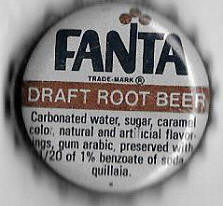 FANTA
TRADE-MARK ®
DRAFT ROOT BEER
Carbonated water, sugar, caramel
color, natural and artificial flavor-
ings, gum arabic, preserved with
1/20 of 1% benzoate of soda,
quillaia.